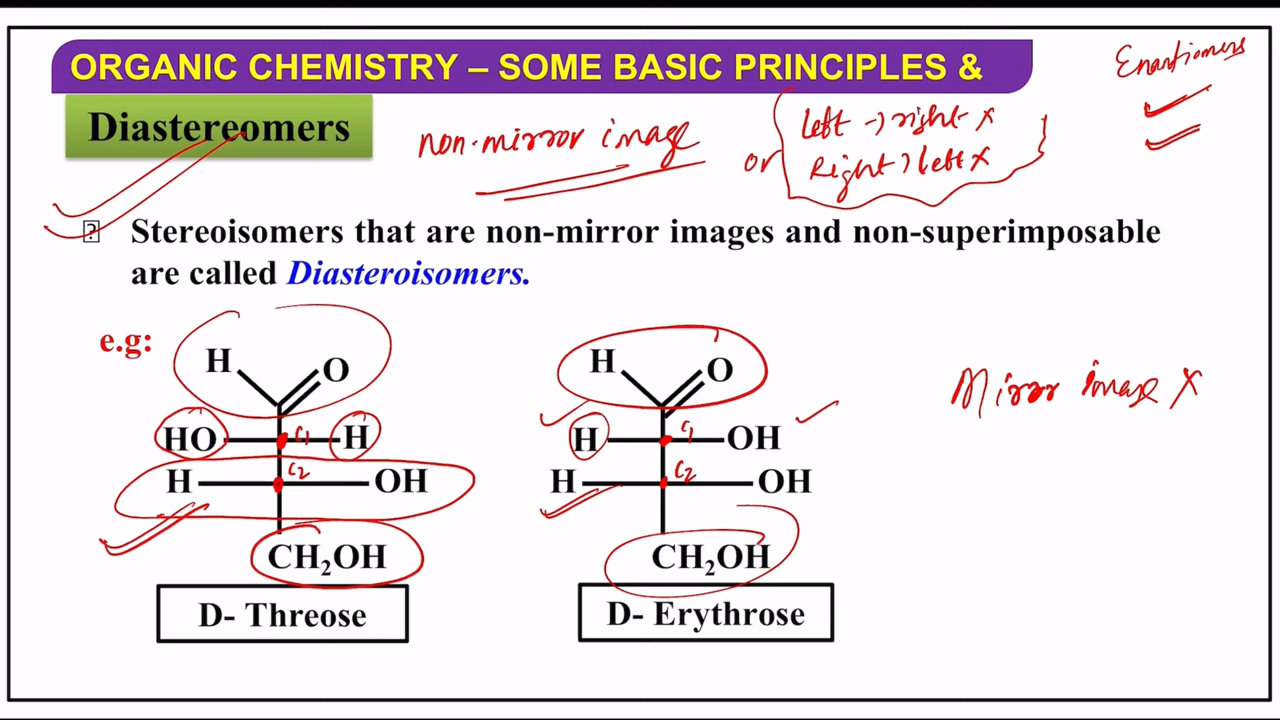 ORGANIC CHEMISTRY – SOME BASIC PRINCIPLES &
Enantiomers
Diastereomers
non-mirror image
or
left → right x
Right → left x
Stereoisomers that are non-mirror images and non-superimposable
are called Diasteroisomers.
e.g:
H O
HO C1 H
H C2 OH
CH₂OH
D- Threose
H O
H C1 OH
H C2 OH
CH₂OH
D- Erythrose
Mirror image x